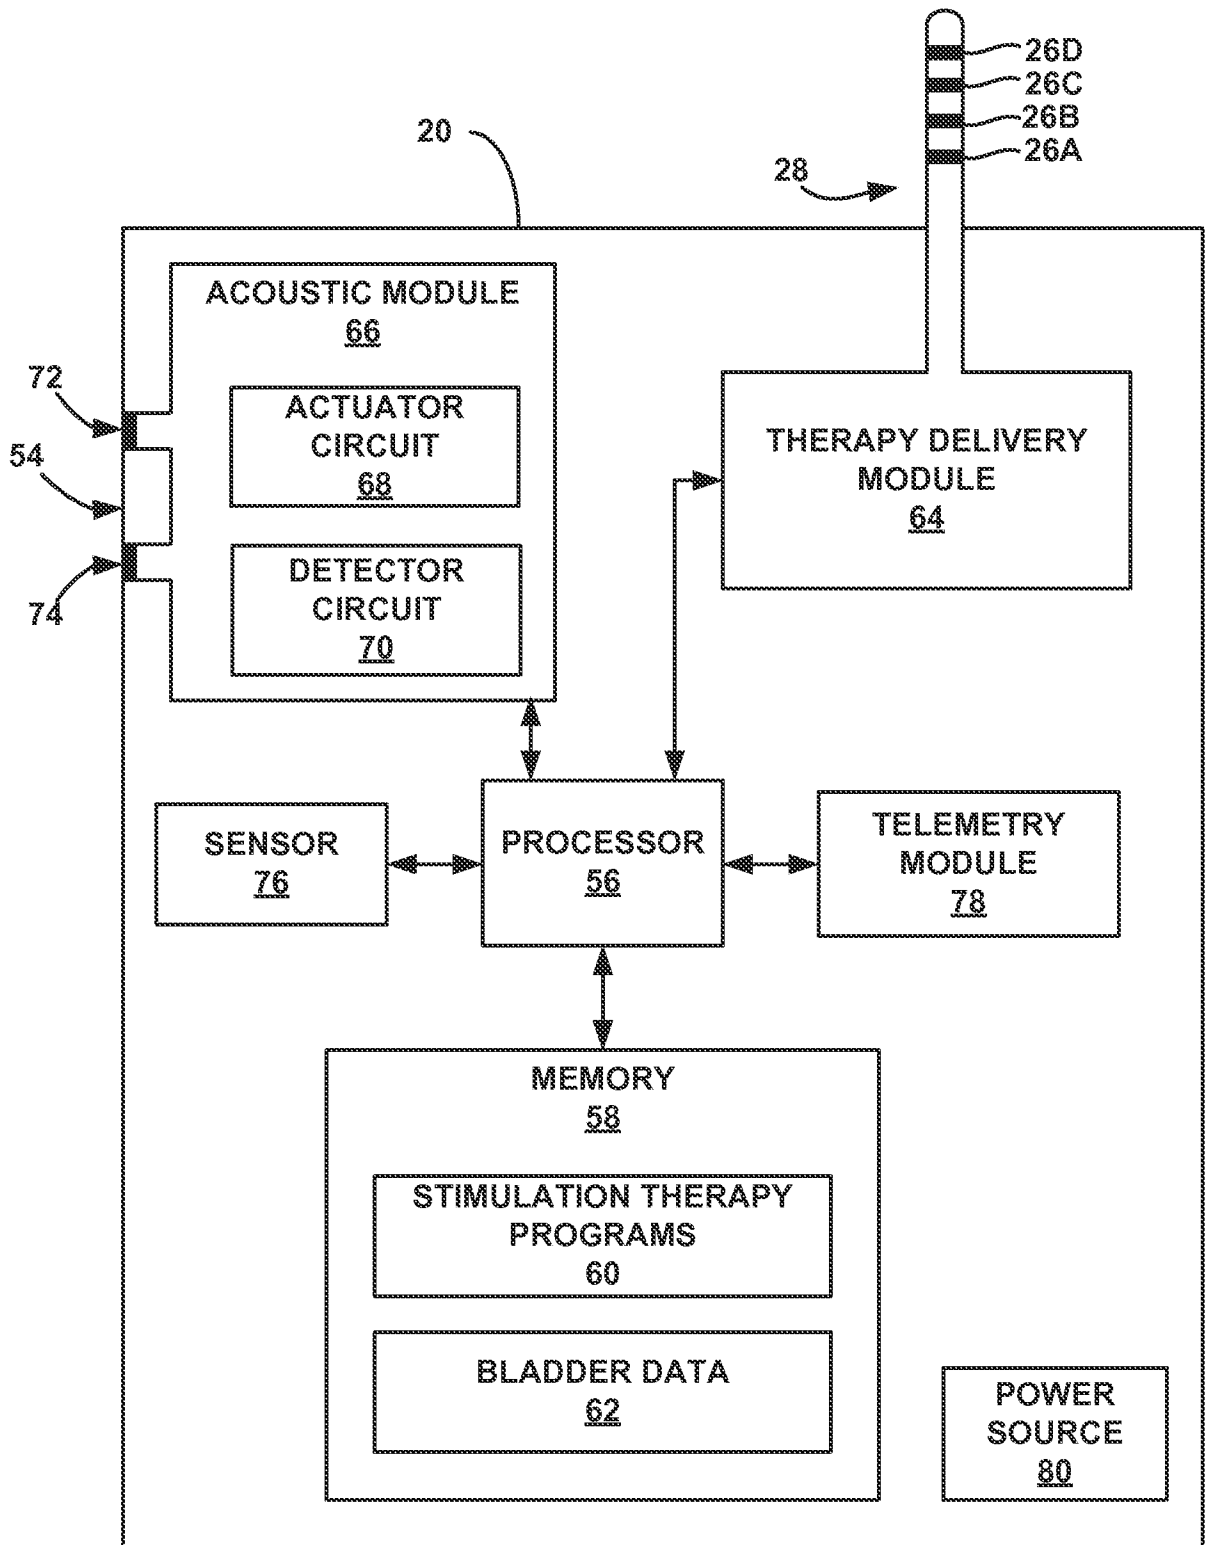 26D
26C
26B
26A
20
28
ACOUSTIC MODULE
66
72
ACTUATOR
CIRCUIT
68
54
THERAPY DELIVERY
MODULE
64
DETECTOR
CIRCUIT
70
74
SENSOR
76
PROCESSOR
56
TELEMETRY
MODULE
78
MEMORY
58
STIMULATION THERAPY
PROGRAMS
60
BLADDER DATA
62
POWER
SOURCE
80